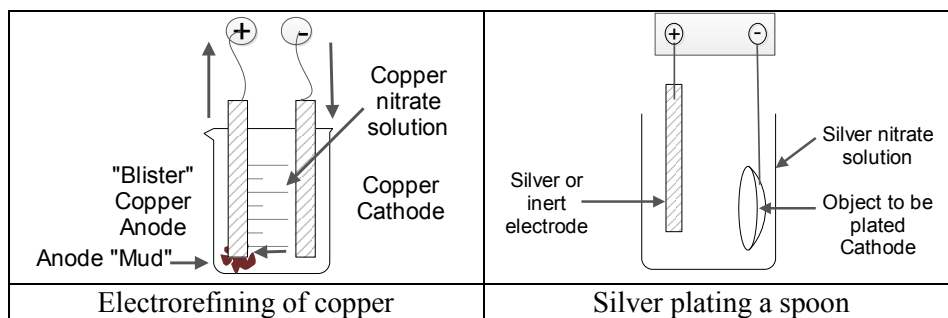 +
-
Copper
nitrate
solution
"Blister"
Copper
Anode
Copper
Cathode
Anode "Mud"
Electrorefining of copper
+
-
Silver nitrate
solution
Silver or
inert
electrode
Object to be
plated
Cathode
Silver plating a spoon